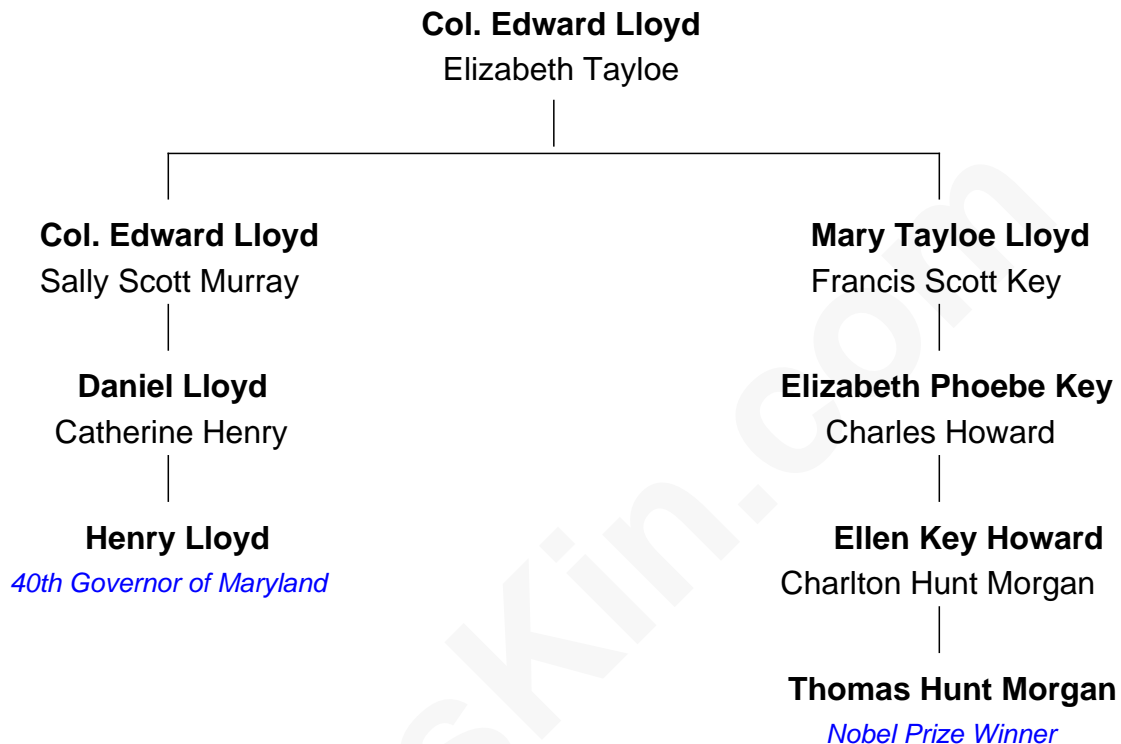 Col. Edward Lloyd
Elizabeth Tayloe
Col. Edward Lloyd
Sally Scott Murray
Mary Tayloe Lloyd
Francis Scott Key
Daniel Lloyd
Catherine Henry
Elizabeth Phoebe Key
Charles Howard
Henry Lloyd
40th Governor of Maryland
Ellen Key Howard
Charlton Hunt Morgan
Thomas Hunt Morgan
Nobel Prize Winner
sKin.com